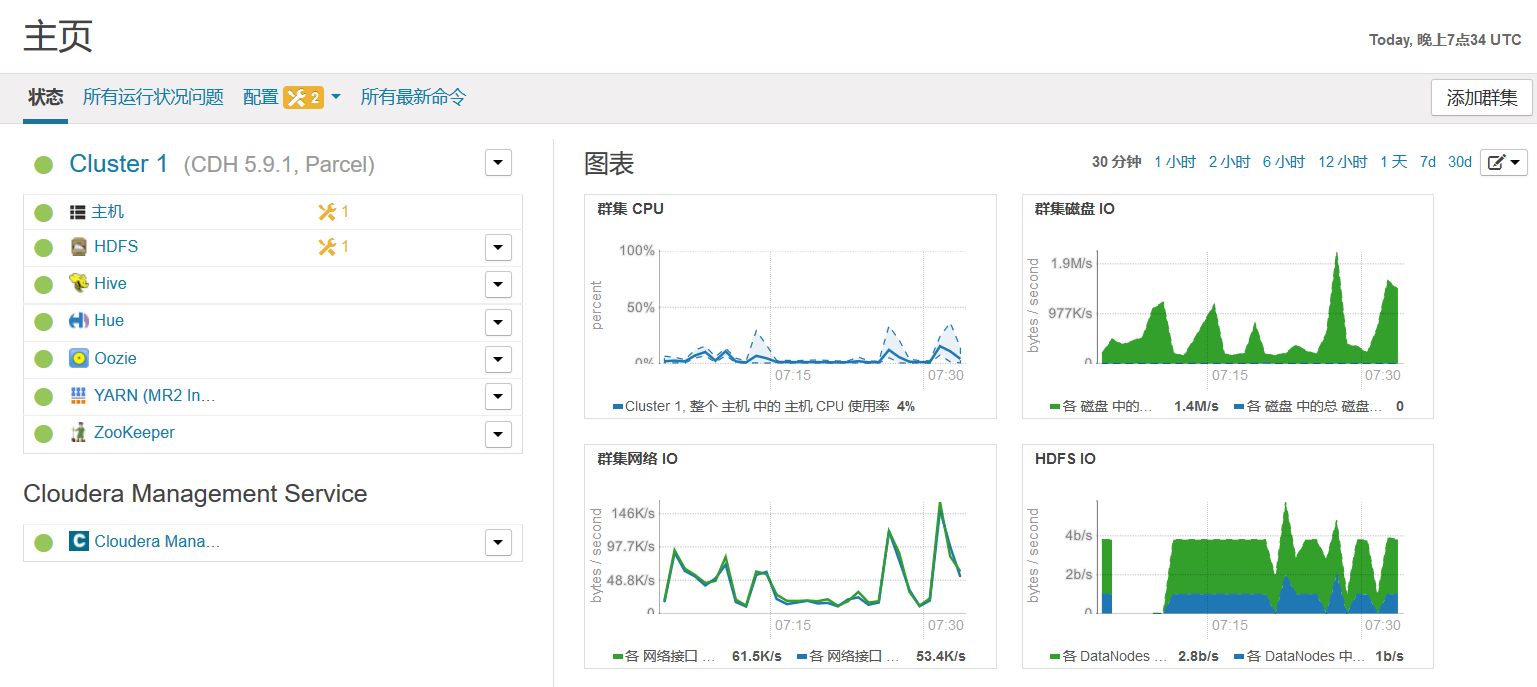 主页
Today, 晚上7点34 UTC
状态 所有运行状况问题 配置 2 所有最新命令 添加群集
Cluster 1 (CDH 5.9.1, Parcel)
主机 1
HDFS 1
Hive
Hue
Oozie
YARN (MR2 In…
ZooKeeper
Cloudera Management Service
Cloudera Mana…
图表 30 分钟 1 小时 2 小时 6 小时 12 小时 1 天 7d 30d
群集 CPU
percent
100%
50%
0%
07:15 07:30
Cluster 1, 整个 主机 中的 主机 CPU 使用率 4%
群集磁盘 IO
bytes / second
1.9M/s
977K/s
0
07:15 07:30
各 磁盘 中的… 1.4M/s 各 磁盘 中的总 磁盘… 0
群集网络 IO
bytes / second
146K/s
97.7K/s
48.8K/s
0
07:15 07:30
各 网络接口 … 61.5K/s 各 网络接口 … 53.4K/s
HDFS IO
bytes / second
4b/s
2b/s
0
07:15 07:30
各 DataNodes … 2.8b/s 各 DataNodes 中… 1b/s